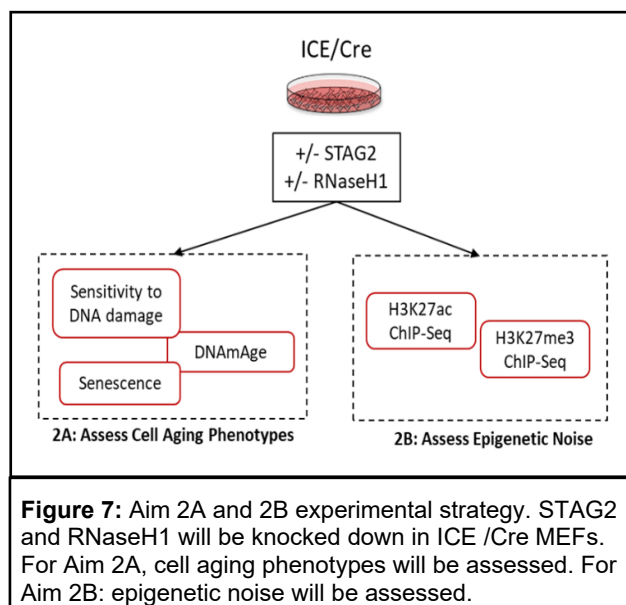 ICE/Cre
+/- STAG2
+/- RNaseH1
Sensitivity to
DNA damage
DNAmAge
Senescence
2A: Assess Cell Aging Phenotypes
H3K27ac
ChIP-Seq
H3K27me3
ChIP-Seq
2B: Assess Epigenetic Noise
Figure 7: Aim 2A and 2B experimental strategy. STAG2
and RNaseH1 will be knocked down in ICE /Cre MEFs.
For Aim 2A, cell aging phenotypes will be assessed. For
Aim 2B: epigenetic noise will be assessed.